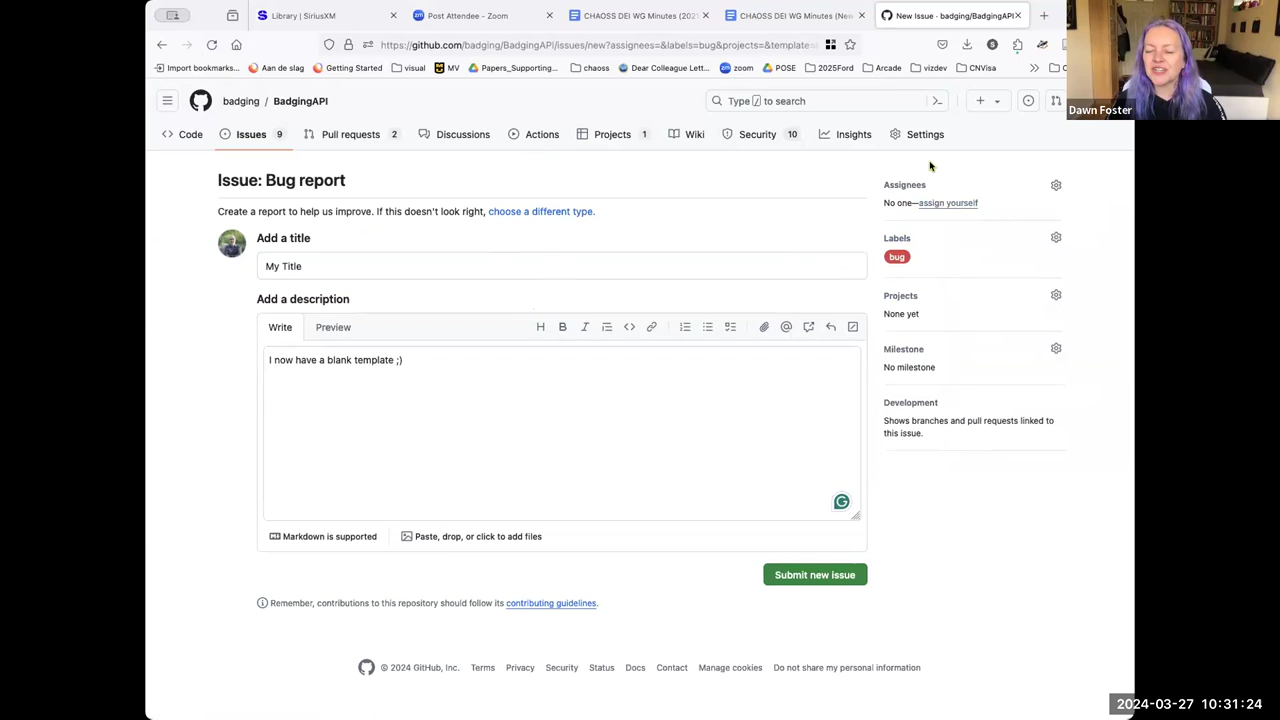 Library | SiriusXM
Post Attendee - Zoom
CHAOSS DEI WG Minutes (202
CHAOSS DEI WG Minutes (New
New Issue · badging/BadgingAPI
https://github.com/badging/BadgingAPI/issues/new?assignees=&labels=bug&projects=&template=
Import bookmarks...
Aan de slag
Getting Started
visual
MV
Papers_Supporting...
chaoss
Dear Colleague Lett...
zoom
POSE
2025Ford
Arcade
vizdev
CNVisa
Dawn Foster
badging / BadgingAPI
Type / to search
Code
Issues 9
Pull requests 2
Discussions
Actions
Projects 1
Wiki
Security 10
Insights
Settings
Issue: Bug report
Create a report to help us improve. If this doesn't look right, choose a different type.
Add a title
My Title
Add a description
Write
Preview
I now have a blank template ;)
Markdown is supported
Paste, drop, or click to add files
Submit new issue
Remember, contributions to this repository should follow its contributing guidelines.
Assignees
No one—assign yourself
Labels
bug
Projects
None yet
Milestone
No milestone
Development
Shows branches and pull requests linked to
this issue.
© 2024 GitHub, Inc.
Terms
Privacy
Security
Status
Docs
Contact
Manage cookies
Do not share my personal information
2024-03-27 10:31:24